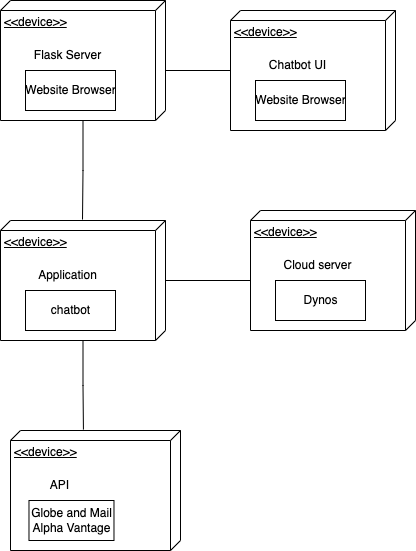 <<device>>
Flask Server
Website Browser
<<device>>
Chatbot UI
Website Browser
<<device>>
Application
chatbot
<<device>>
Cloud server
Dynos
<<device>>
API
Globe and Mail
Alpha Vantage